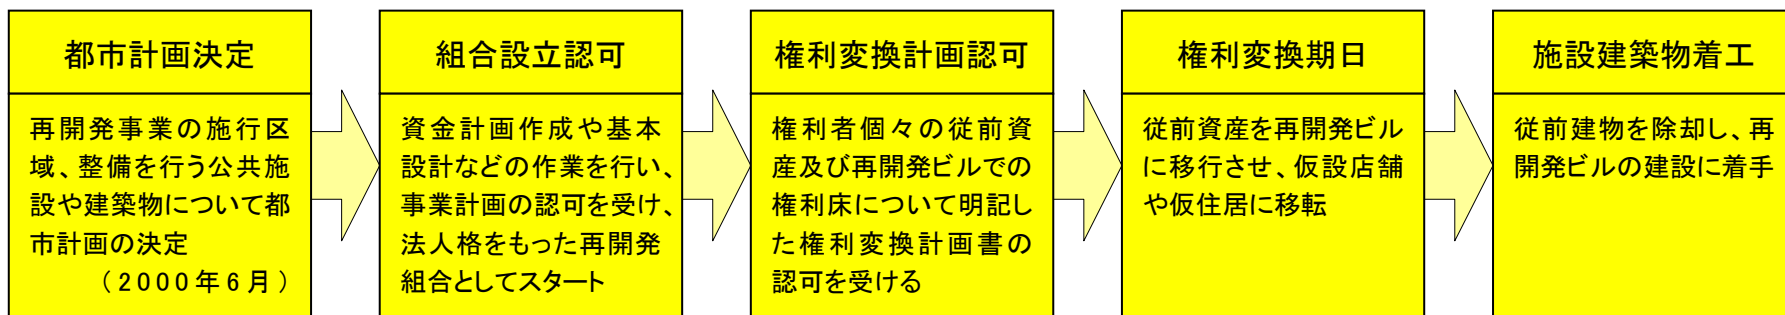 都市計画決定
再開発事業の施行区
域、整備を行う公共施
設や建築物について都
市計画の決定
（2000年6月）
組合設立認可
資金計画作成や基本
設計などの作業を行い、
事業計画の認可を受け、
法人格をもった再開発
組合としてスタート
権利変換計画認可
権利者個々の従前資
産及び再開発ビルでの
権利床について明記し
た権利変換計画書の
認可を受ける
権利変換期日
従前資産を再開発ビル
に移行させ、仮設店舗
や仮住居に移転
施設建築物着工
従前建物を除却し、再
開発ビルの建設に着手